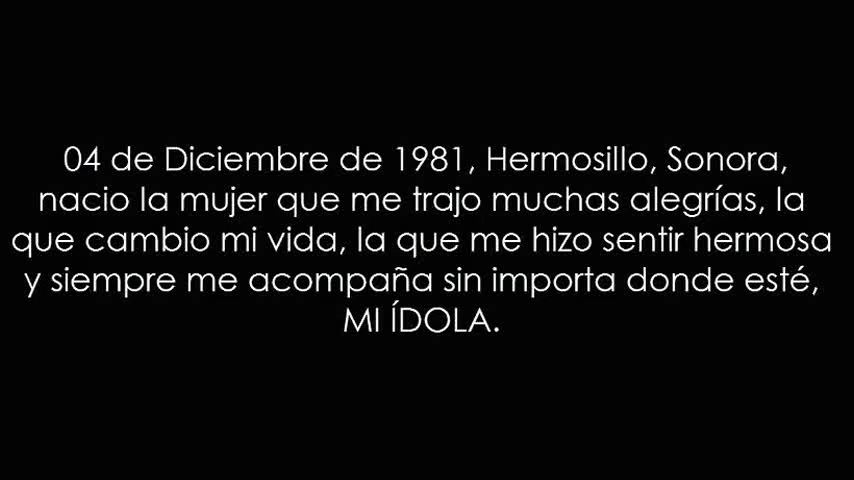 04 de Diciembre de 1981, Hermosillo, Sonora,
nacio la mujer que me trajo muchas alegrías, la
que cambio mi vida, la que me hizo sentir hermosa
y siempre me acompaña sin importa donde esté,
MI ÍDOLA.